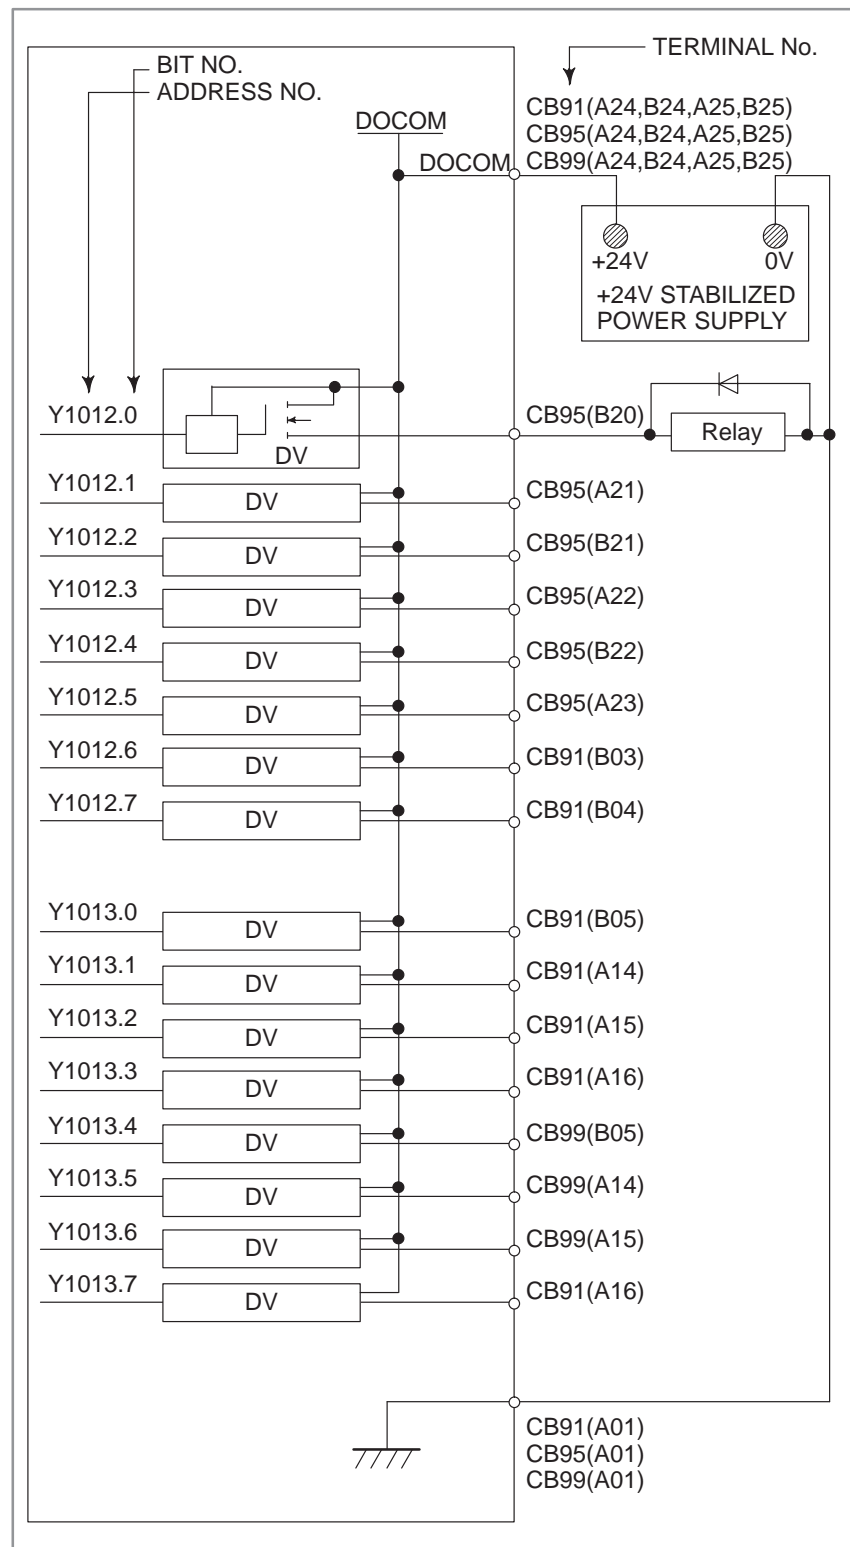 TERMINAL No.
BIT NO.
ADDRESS NO.
CB91(A24,B24,A25,B25)
DOCOM
CB95(A24,B24,A25,B25)
DOCOM
CB99(A24,B24,A25,B25)
+24V
0V
+24V STABILIZED
POWER SUPPLY
Y1012.0
CB95(B20)
Relay
DV
Y1012.1
DV
CB95(A21)
Y1012.2
DV
CB95(B21)
Y1012.3
DV
CB95(A22)
Y1012.4
DV
CB95(B22)
Y1012.5
DV
CB95(A23)
Y1012.6
DV
CB91(B03)
Y1012.7
DV
CB91(B04)
Y1013.0
DV
CB91(B05)
Y1013.1
DV
CB91(A14)
Y1013.2
DV
CB91(A15)
Y1013.3
DV
CB91(A16)
Y1013.4
DV
CB99(B05)
Y1013.5
DV
CB99(A14)
Y1013.6
DV
CB99(A15)
Y1013.7
DV
CB91(A16)
CB91(A01)
CB95(A01)
CB99(A01)